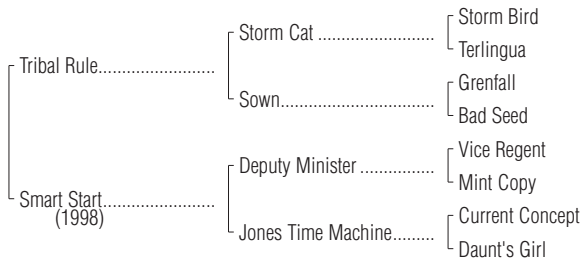 Storm Bird
Storm Cat ....................
Terlingua
Tribal Rule........................
Grenfall
Sown...............................
Bad Seed
Vice Regent
Deputy Minister ...............
Mint Copy
Smart Start.......................
(1998)
Current Concept
Jones Time Machine.........
Daunt's Girl